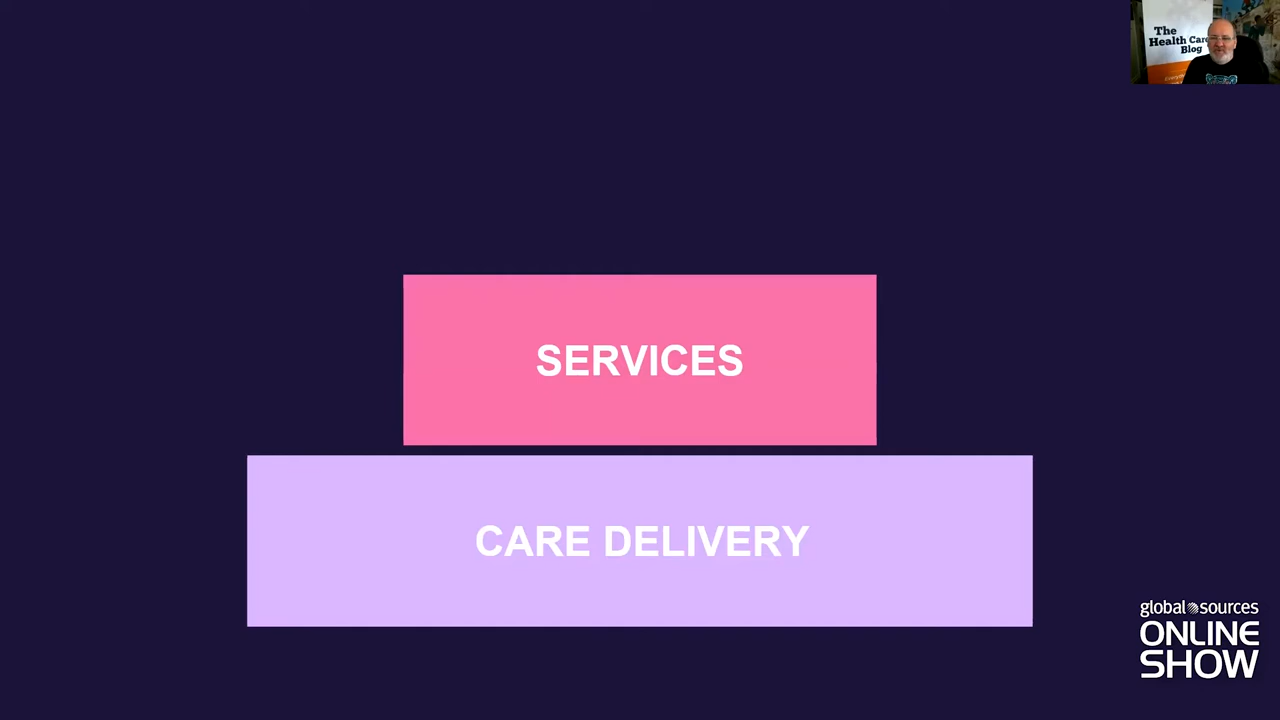 The
Health Care
Blog
SERVICES
CARE DELIVERY
global sources
ONLINE
SHOW